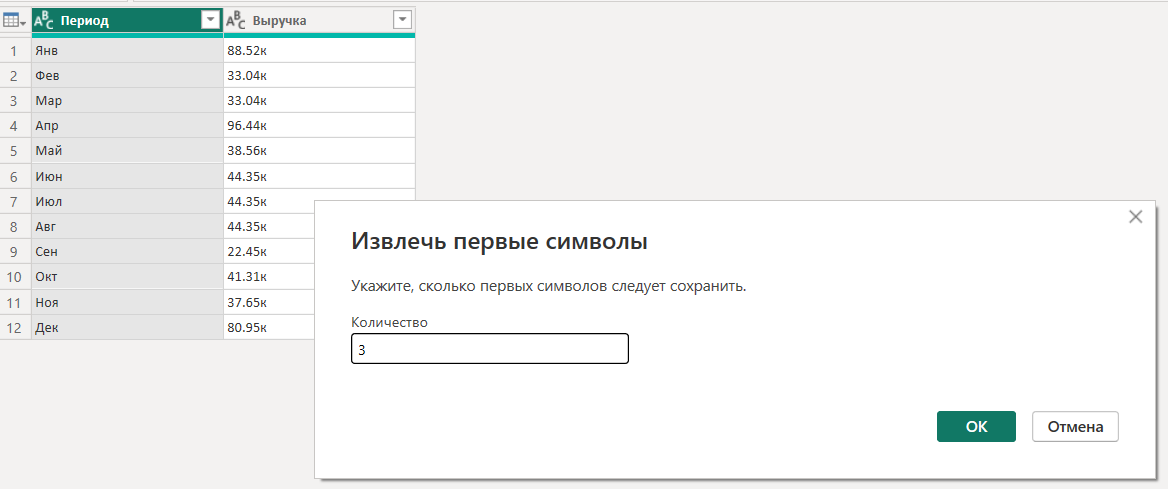 Период Выручка
1 Янв 88.52к
2 Фев 33.04к
3 Мар 33.04к
4 Апр 96.44к
5 Май 38.56к
6 Июн 44.35к
7 Июл 44.35к
8 Авг 44.35к
9 Сен 22.45к
10 Окт 41.31к
11 Ноя 37.65к
12 Дек 80.95к
Извлечь первые символы
Укажите, сколько первых символов следует сохранить.
Количество
3
ОК Отмена